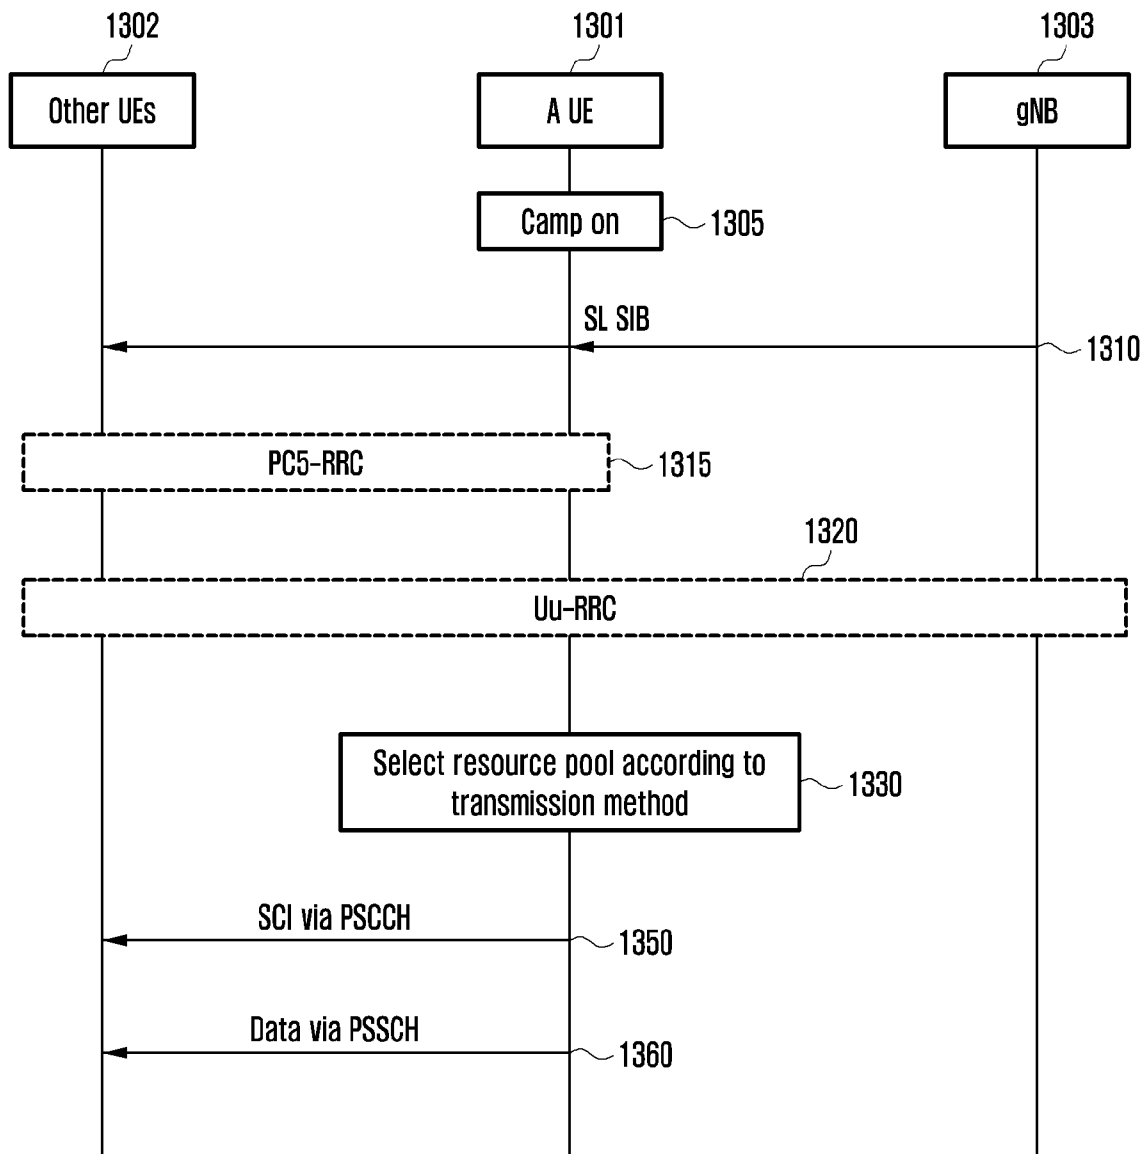 1302
1301
1303
Other UEs
A UE
gNB
Camp on
1305
SL SIB
1310
PC5-RRC
1315
1320
Uu-RRC
Select resource pool according to
transmission method
1330
SCI via PSCCH
1350
Data via PSSCH
1360